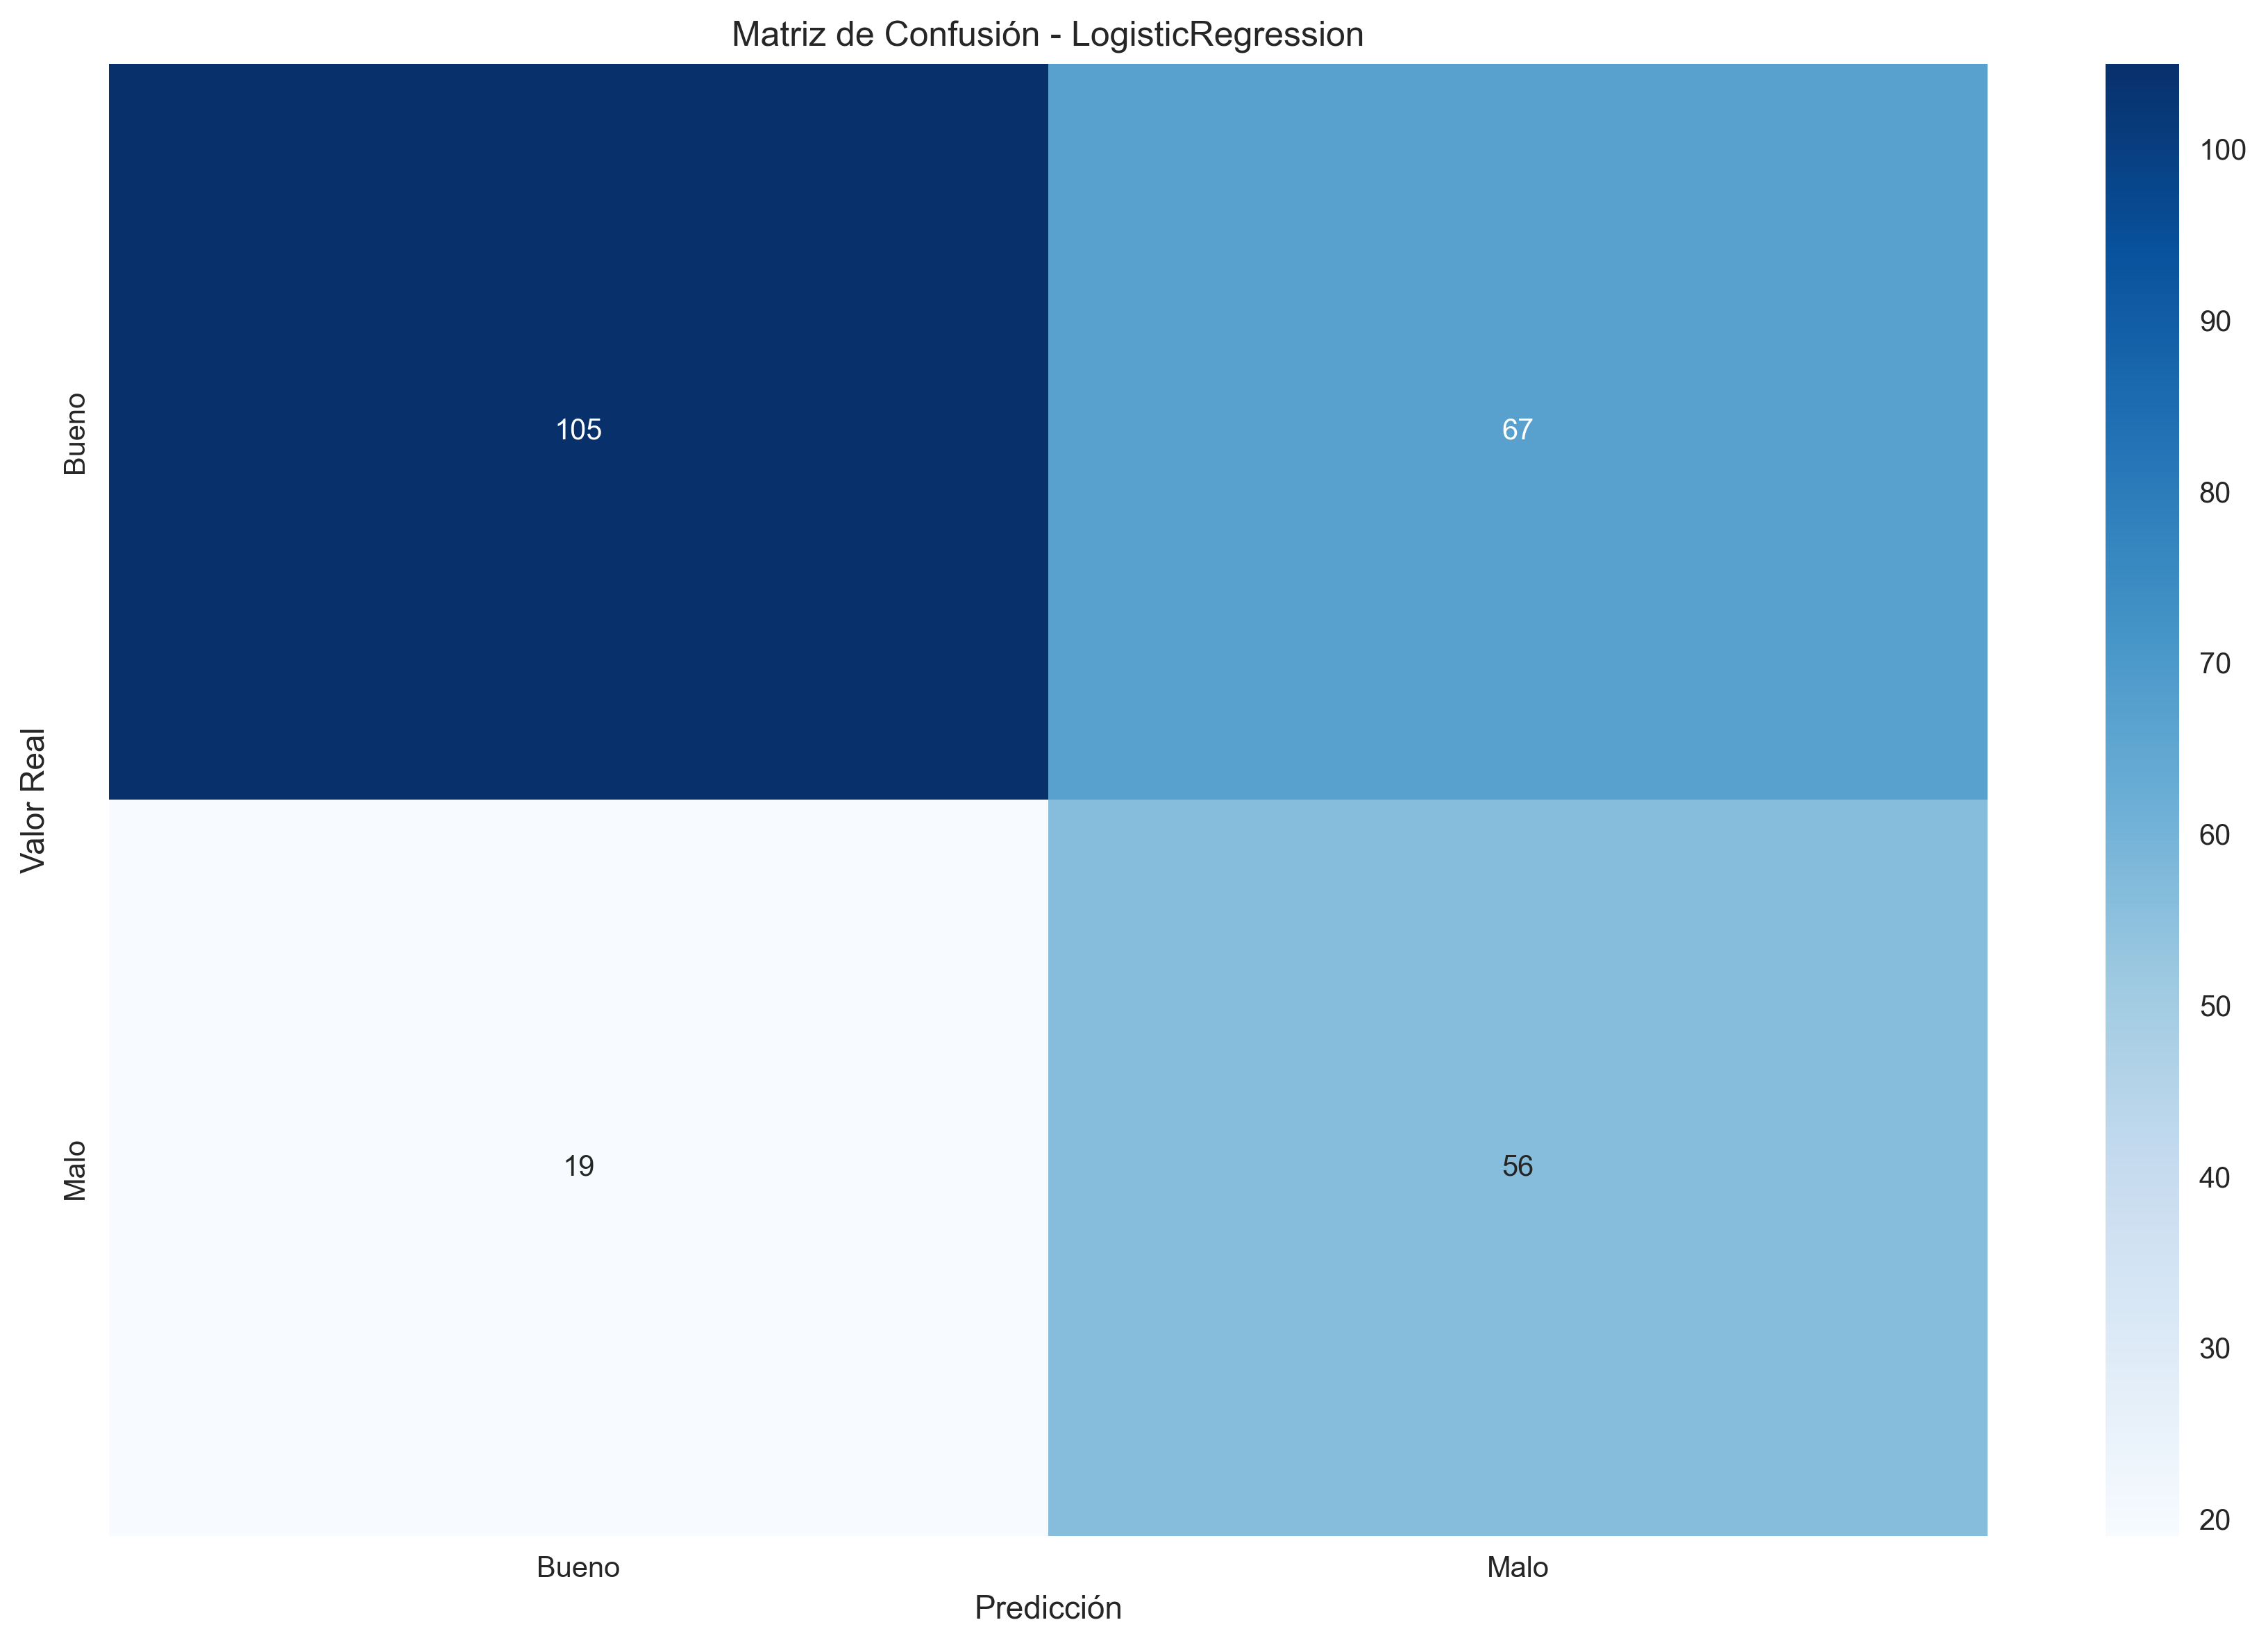 Matriz de Confusión - LogisticRegression
Valor Real
Bueno
Malo
105
67
19
56
Bueno
Malo
Predicción
100
90
80
70
60
50
40
30
20